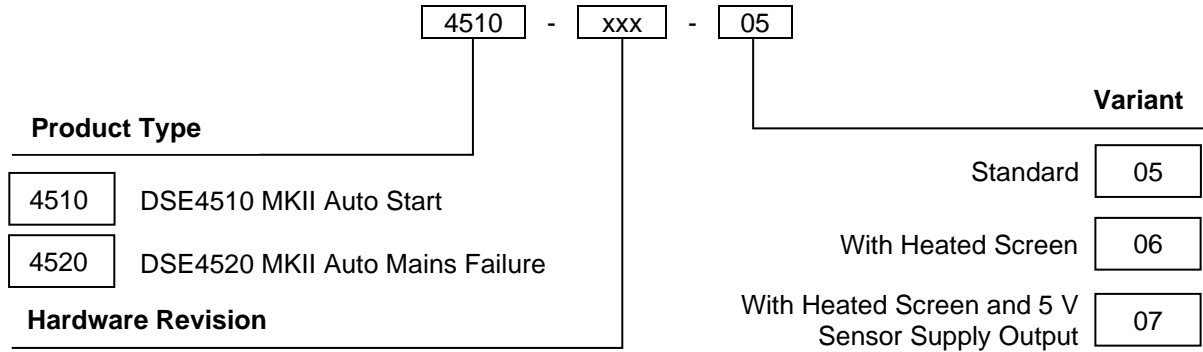 4510 - xxx - 05
Product Type
4510 DSE4510 MKII Auto Start
4520 DSE4520 MKII Auto Mains Failure
Hardware Revision
Variant
Standard 05
With Heated Screen 06
With Heated Screen and 5 V
Sensor Supply Output 07